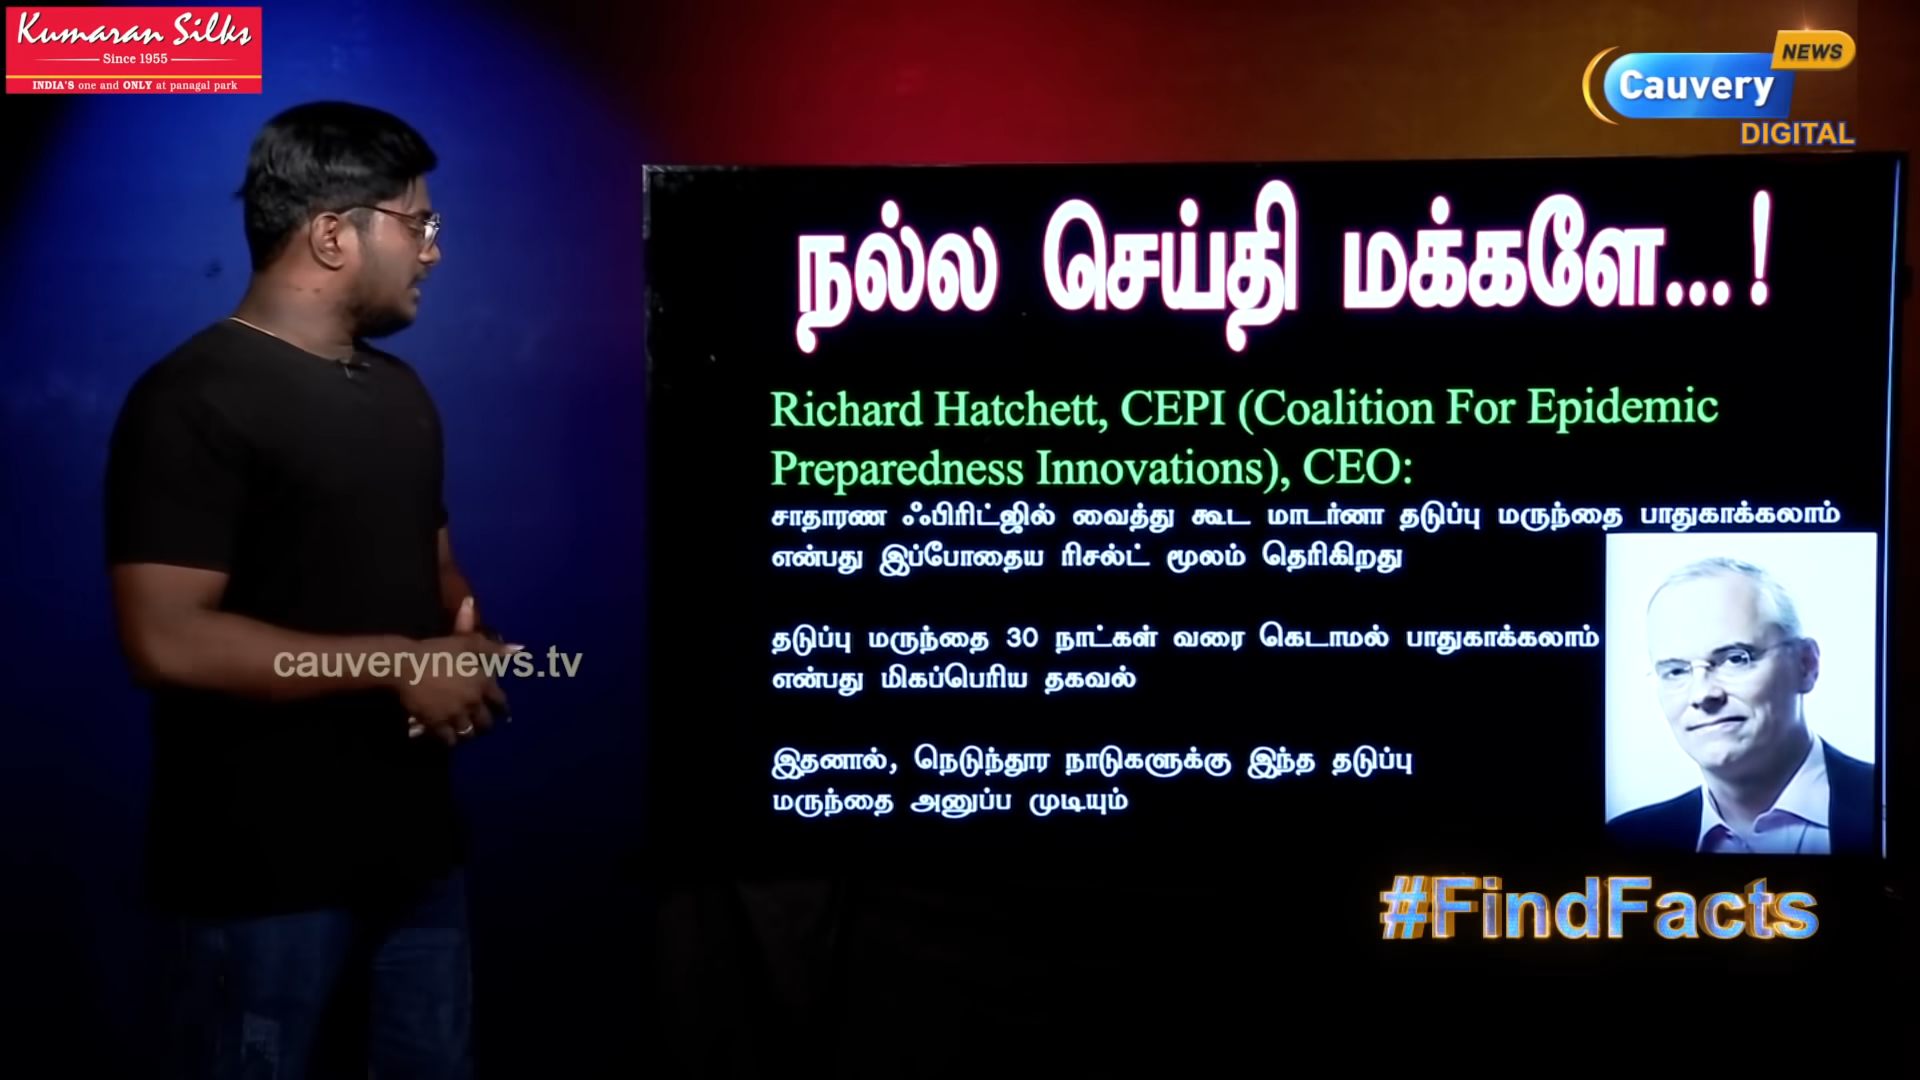 Kumaran Silks
Since 1955
INDIA'S one and ONLY at panagal park
NEWS
Cauvery
DIGITAL
நல்ல செய்தி மக்களே...!
Richard Hatchett, CEPI (Coalition For Epidemic
Preparedness Innovations), CEO:
சாதாரண ஃபிரிட்ஜில் வைத்து கூட மாடர்னா தடுப்பு மருந்தை பாதுகாக்கலாம்
என்பது இப்போதைய ரிசல்ட் மூலம் தெரிகிறது
தடுப்பு மருந்தை 30 நாட்கள் வரை கெடாமல் பாதுகாக்கலாம்
என்பது மிகப்பெரிய தகவல்
இதனால், நெடுந்தூர நாடுகளுக்கு இந்த தடுப்பு
மருந்தை அனுப்ப முடியும்
cauverynews.tv
#FindFacts